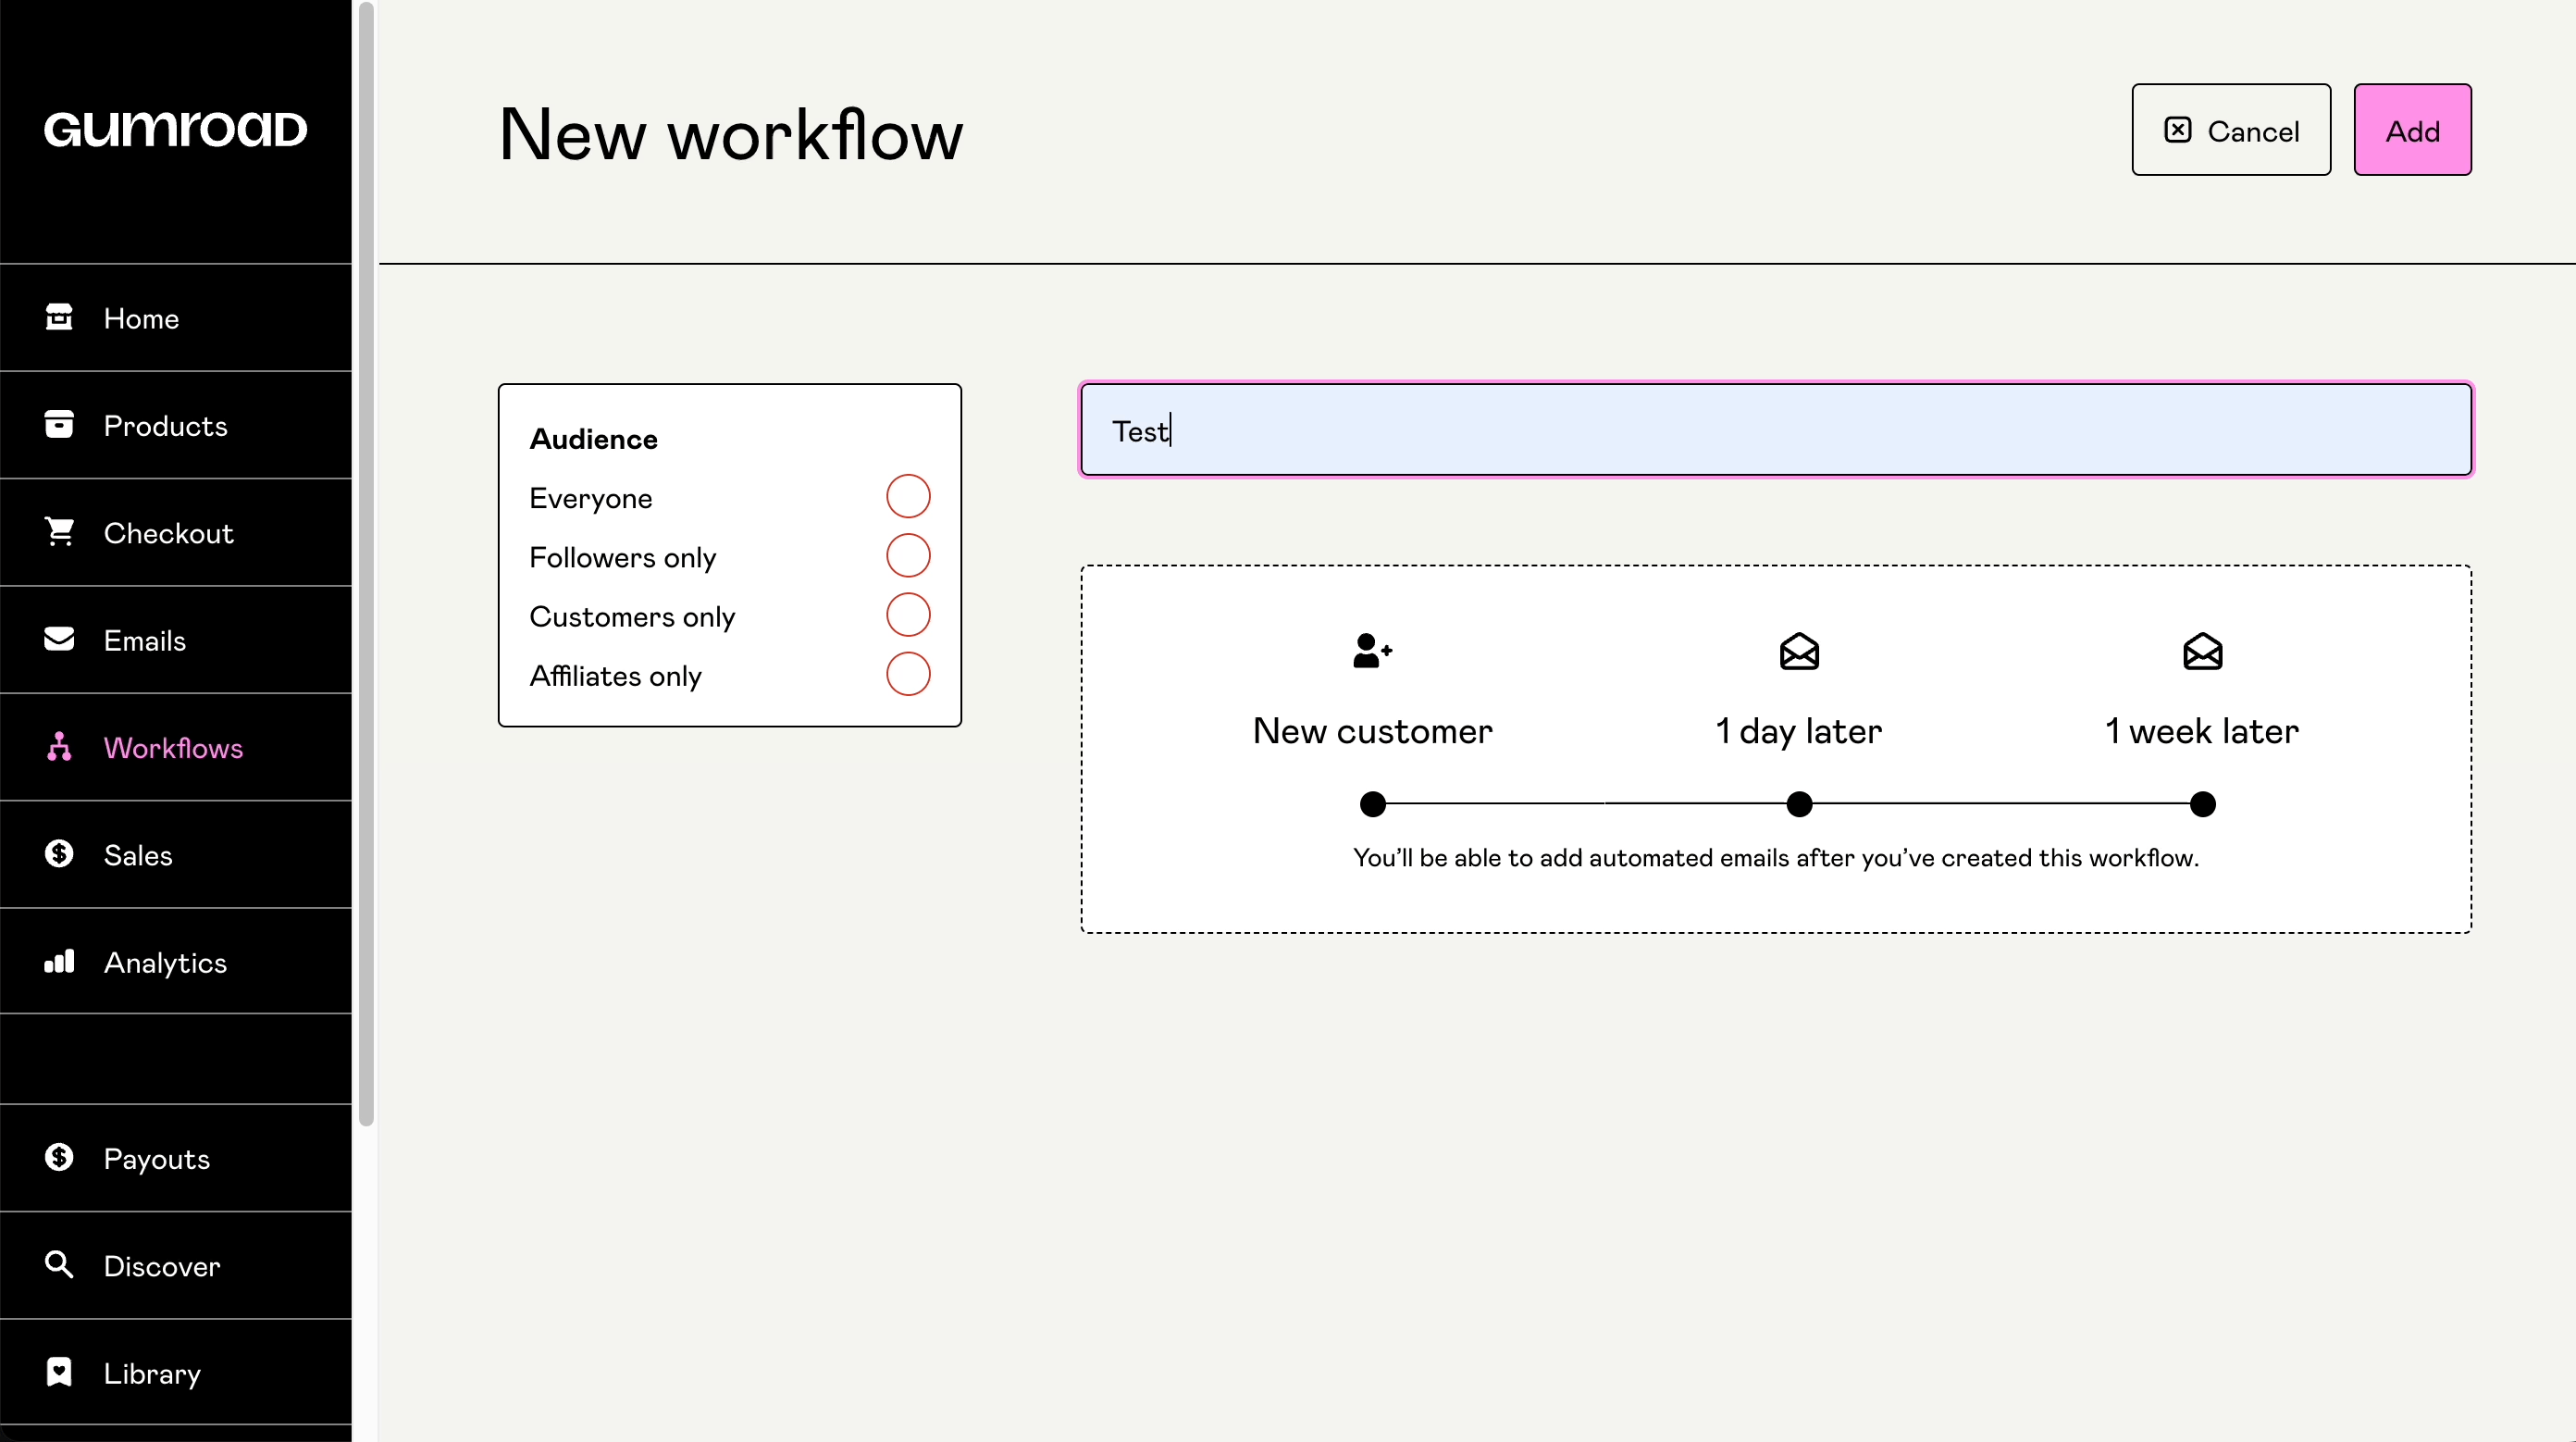 GUMROAD
Home
Products
Checkout
Emails
Workflows
Sales
Analytics
Payouts
Discover
Library
New workflow
Cancel
Add
Audience
Everyone
Followers only
Customers only
Affiliates only
Test
New customer
1 day later
1 week later
You’ll be able to add automated emails after you’ve created this workflow.